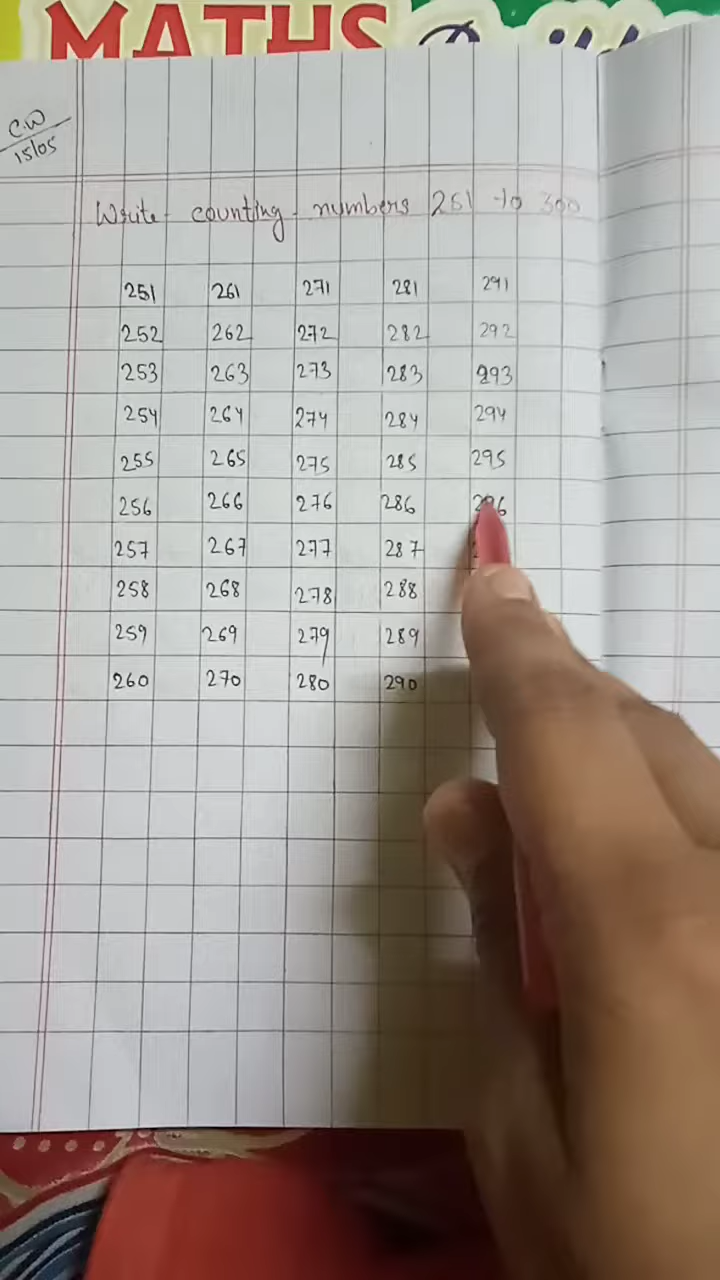 MATHS
CW
15/05
Write counting numbers 251 to 300
251 261 271 281 291
252 262 272 282 292
253 263 273 283 293
254 264 274 284 294
255 265 275 285 295
256 266 276 286 296
257 267 277 287
258 268 278 288
259 269 279 289
260 270 280 290